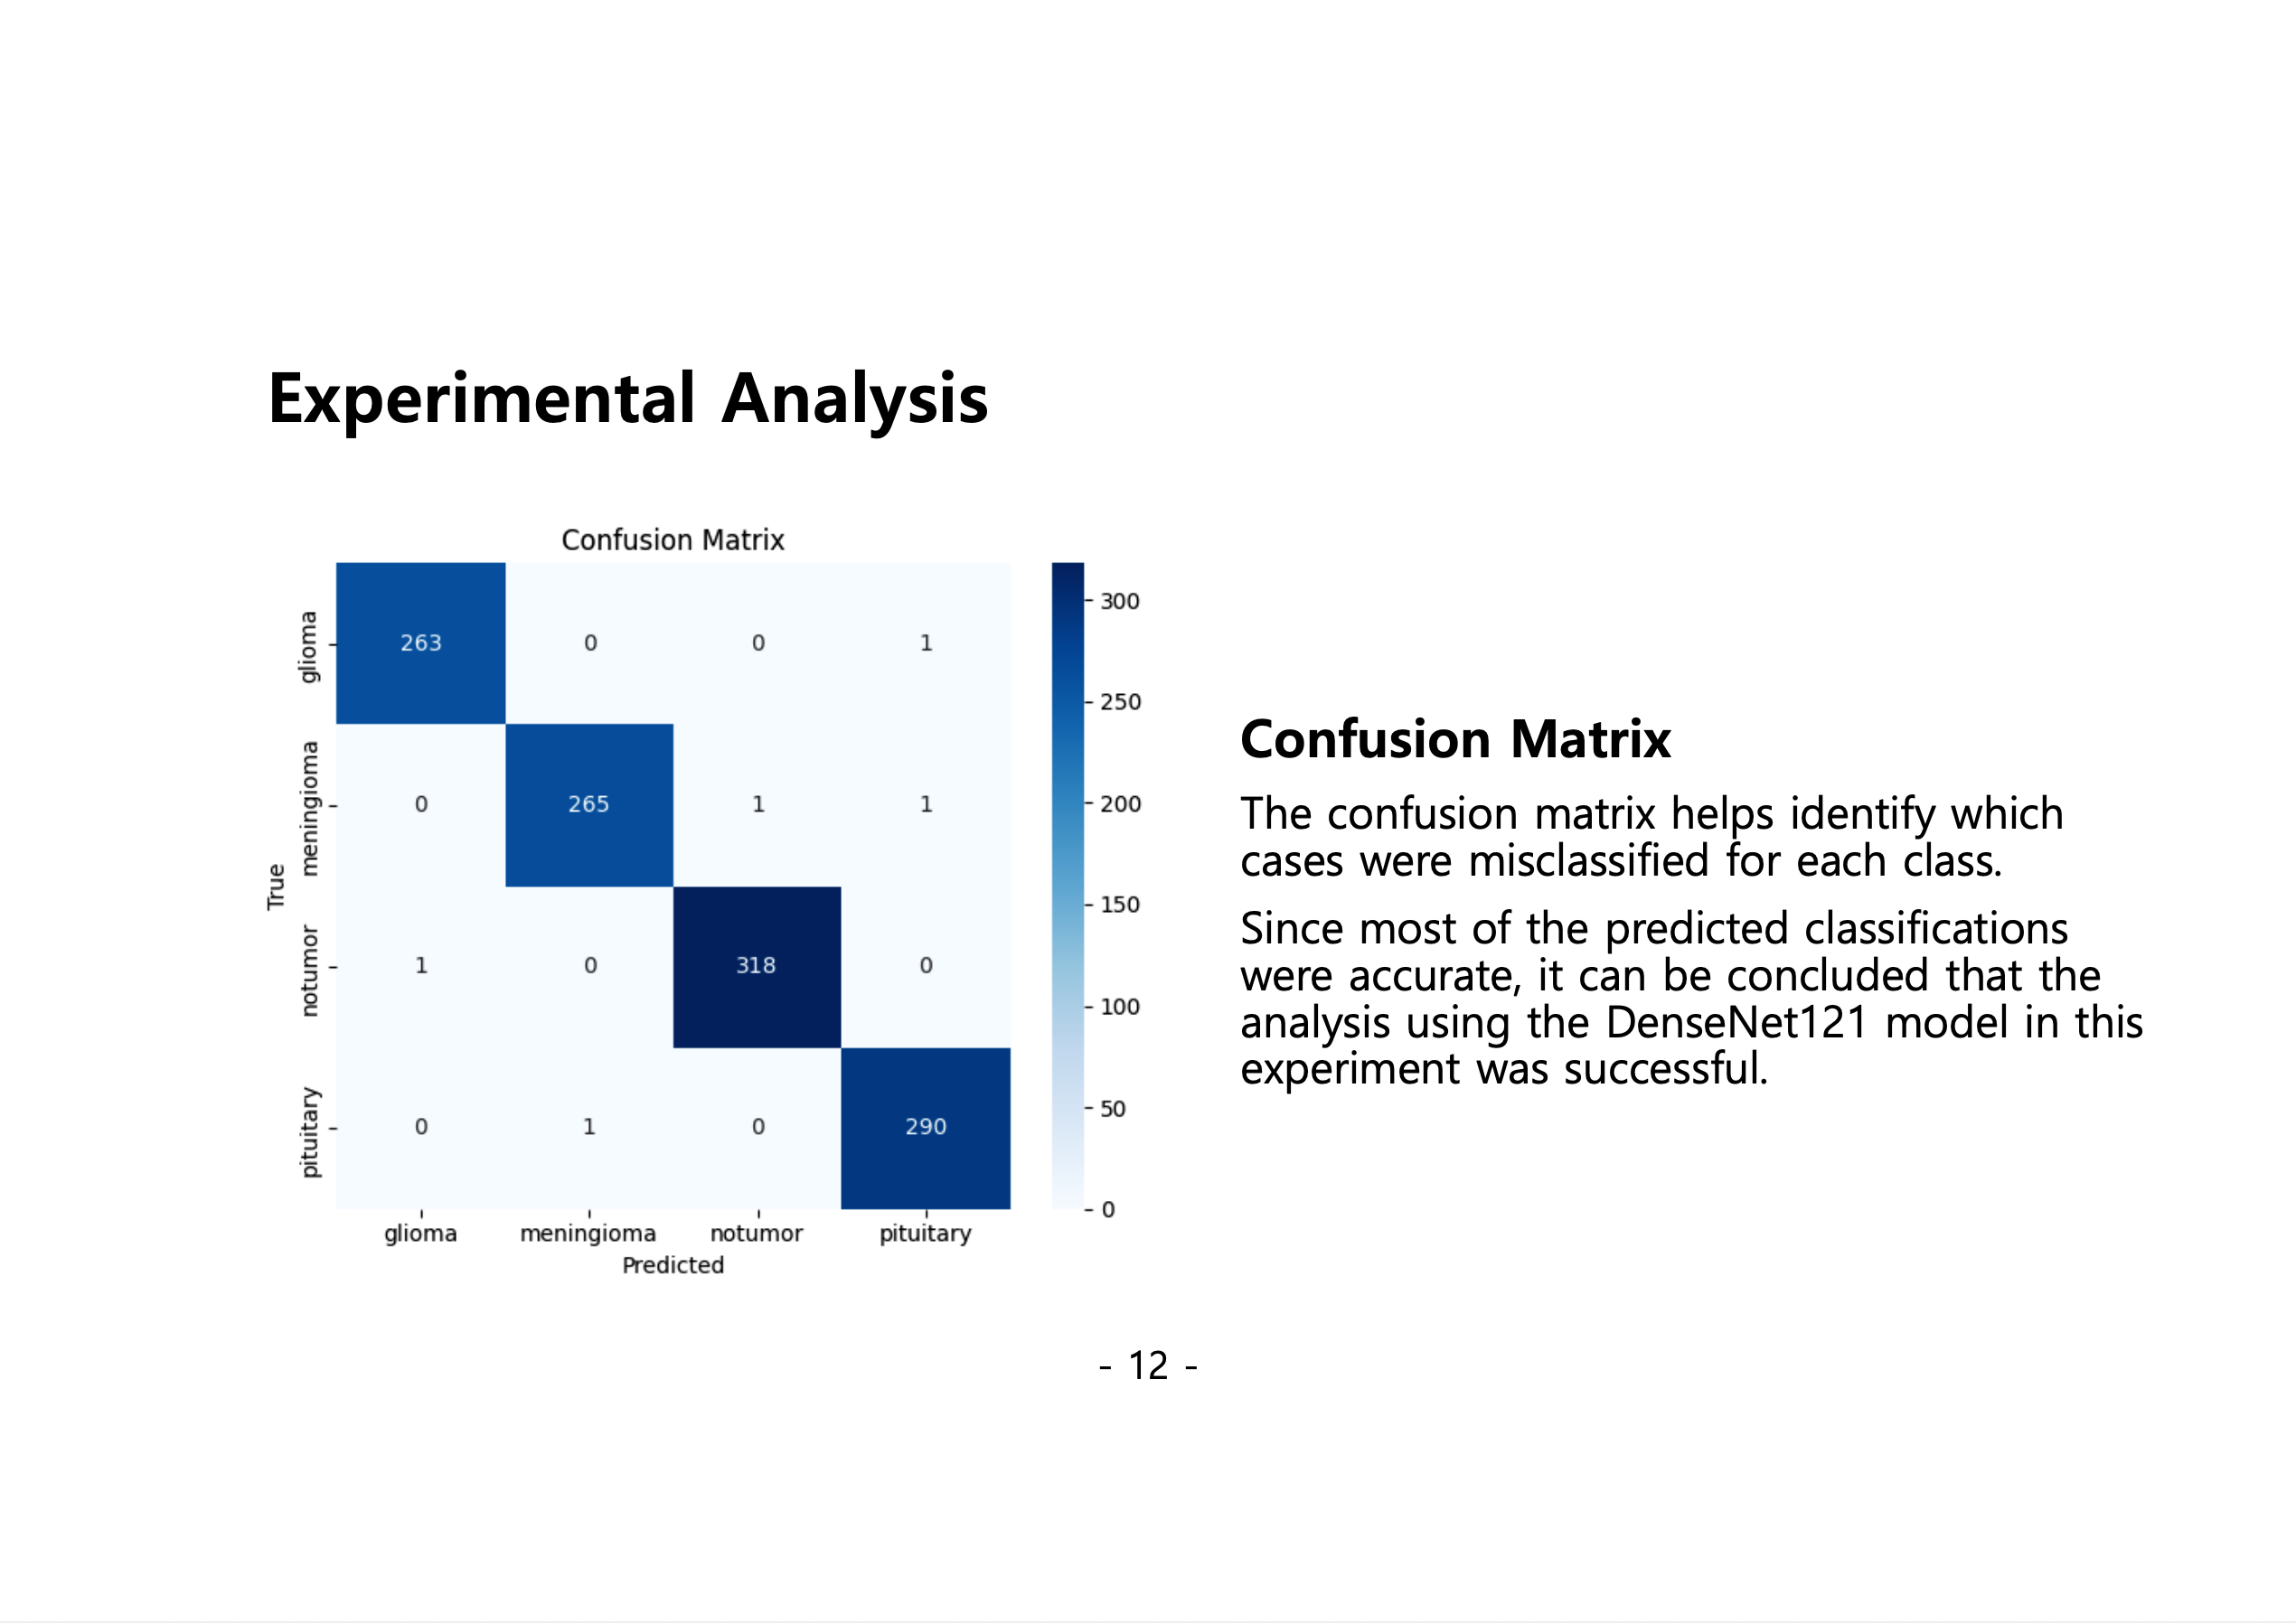 Experimental Analysis
Confusion Matrix
True
glioma
263 0 0 1
meningioma
0 265 1 1
notumor
1 0 318 0
pituitary
0 1 0 290
glioma meningioma notumor pituitary
Predicted
300
250
200
150
100
50
0
Confusion Matrix
The confusion matrix helps identify which
cases were misclassified for each class.
Since most of the predicted classifications
were accurate, it can be concluded that the
analysis using the DenseNet121 model in this
experiment was successful.
- 12 -